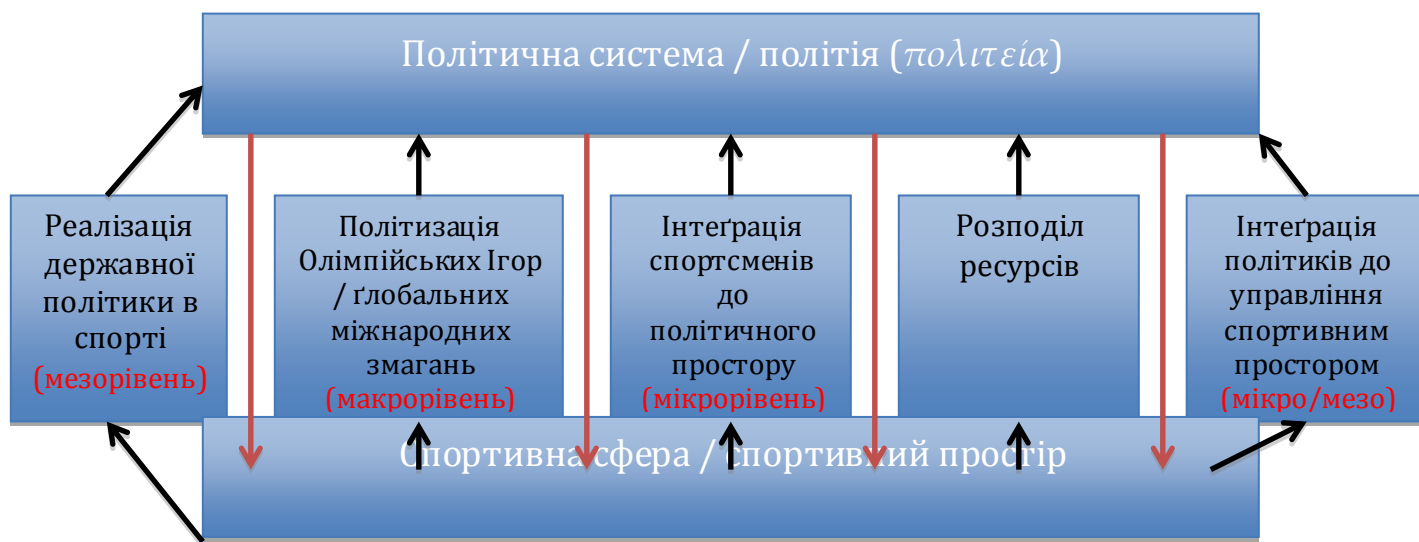 Політична система / політія (πολιτεία)
Реалізація
державної
політики в
спорті
(мезорівень)
Політизація
Олімпійських Ігор
/ ґлобальних
міжнародних
змагань
(макрорівень)
Інтеґрація
спортсменів
до
політичного
простору
(мікрорівень)
Розподіл
ресурсів
Інтеґрація
політиків до
управління
спортивним
простором
(мікро/мезо)
Спортивна сфера / спортивний простір